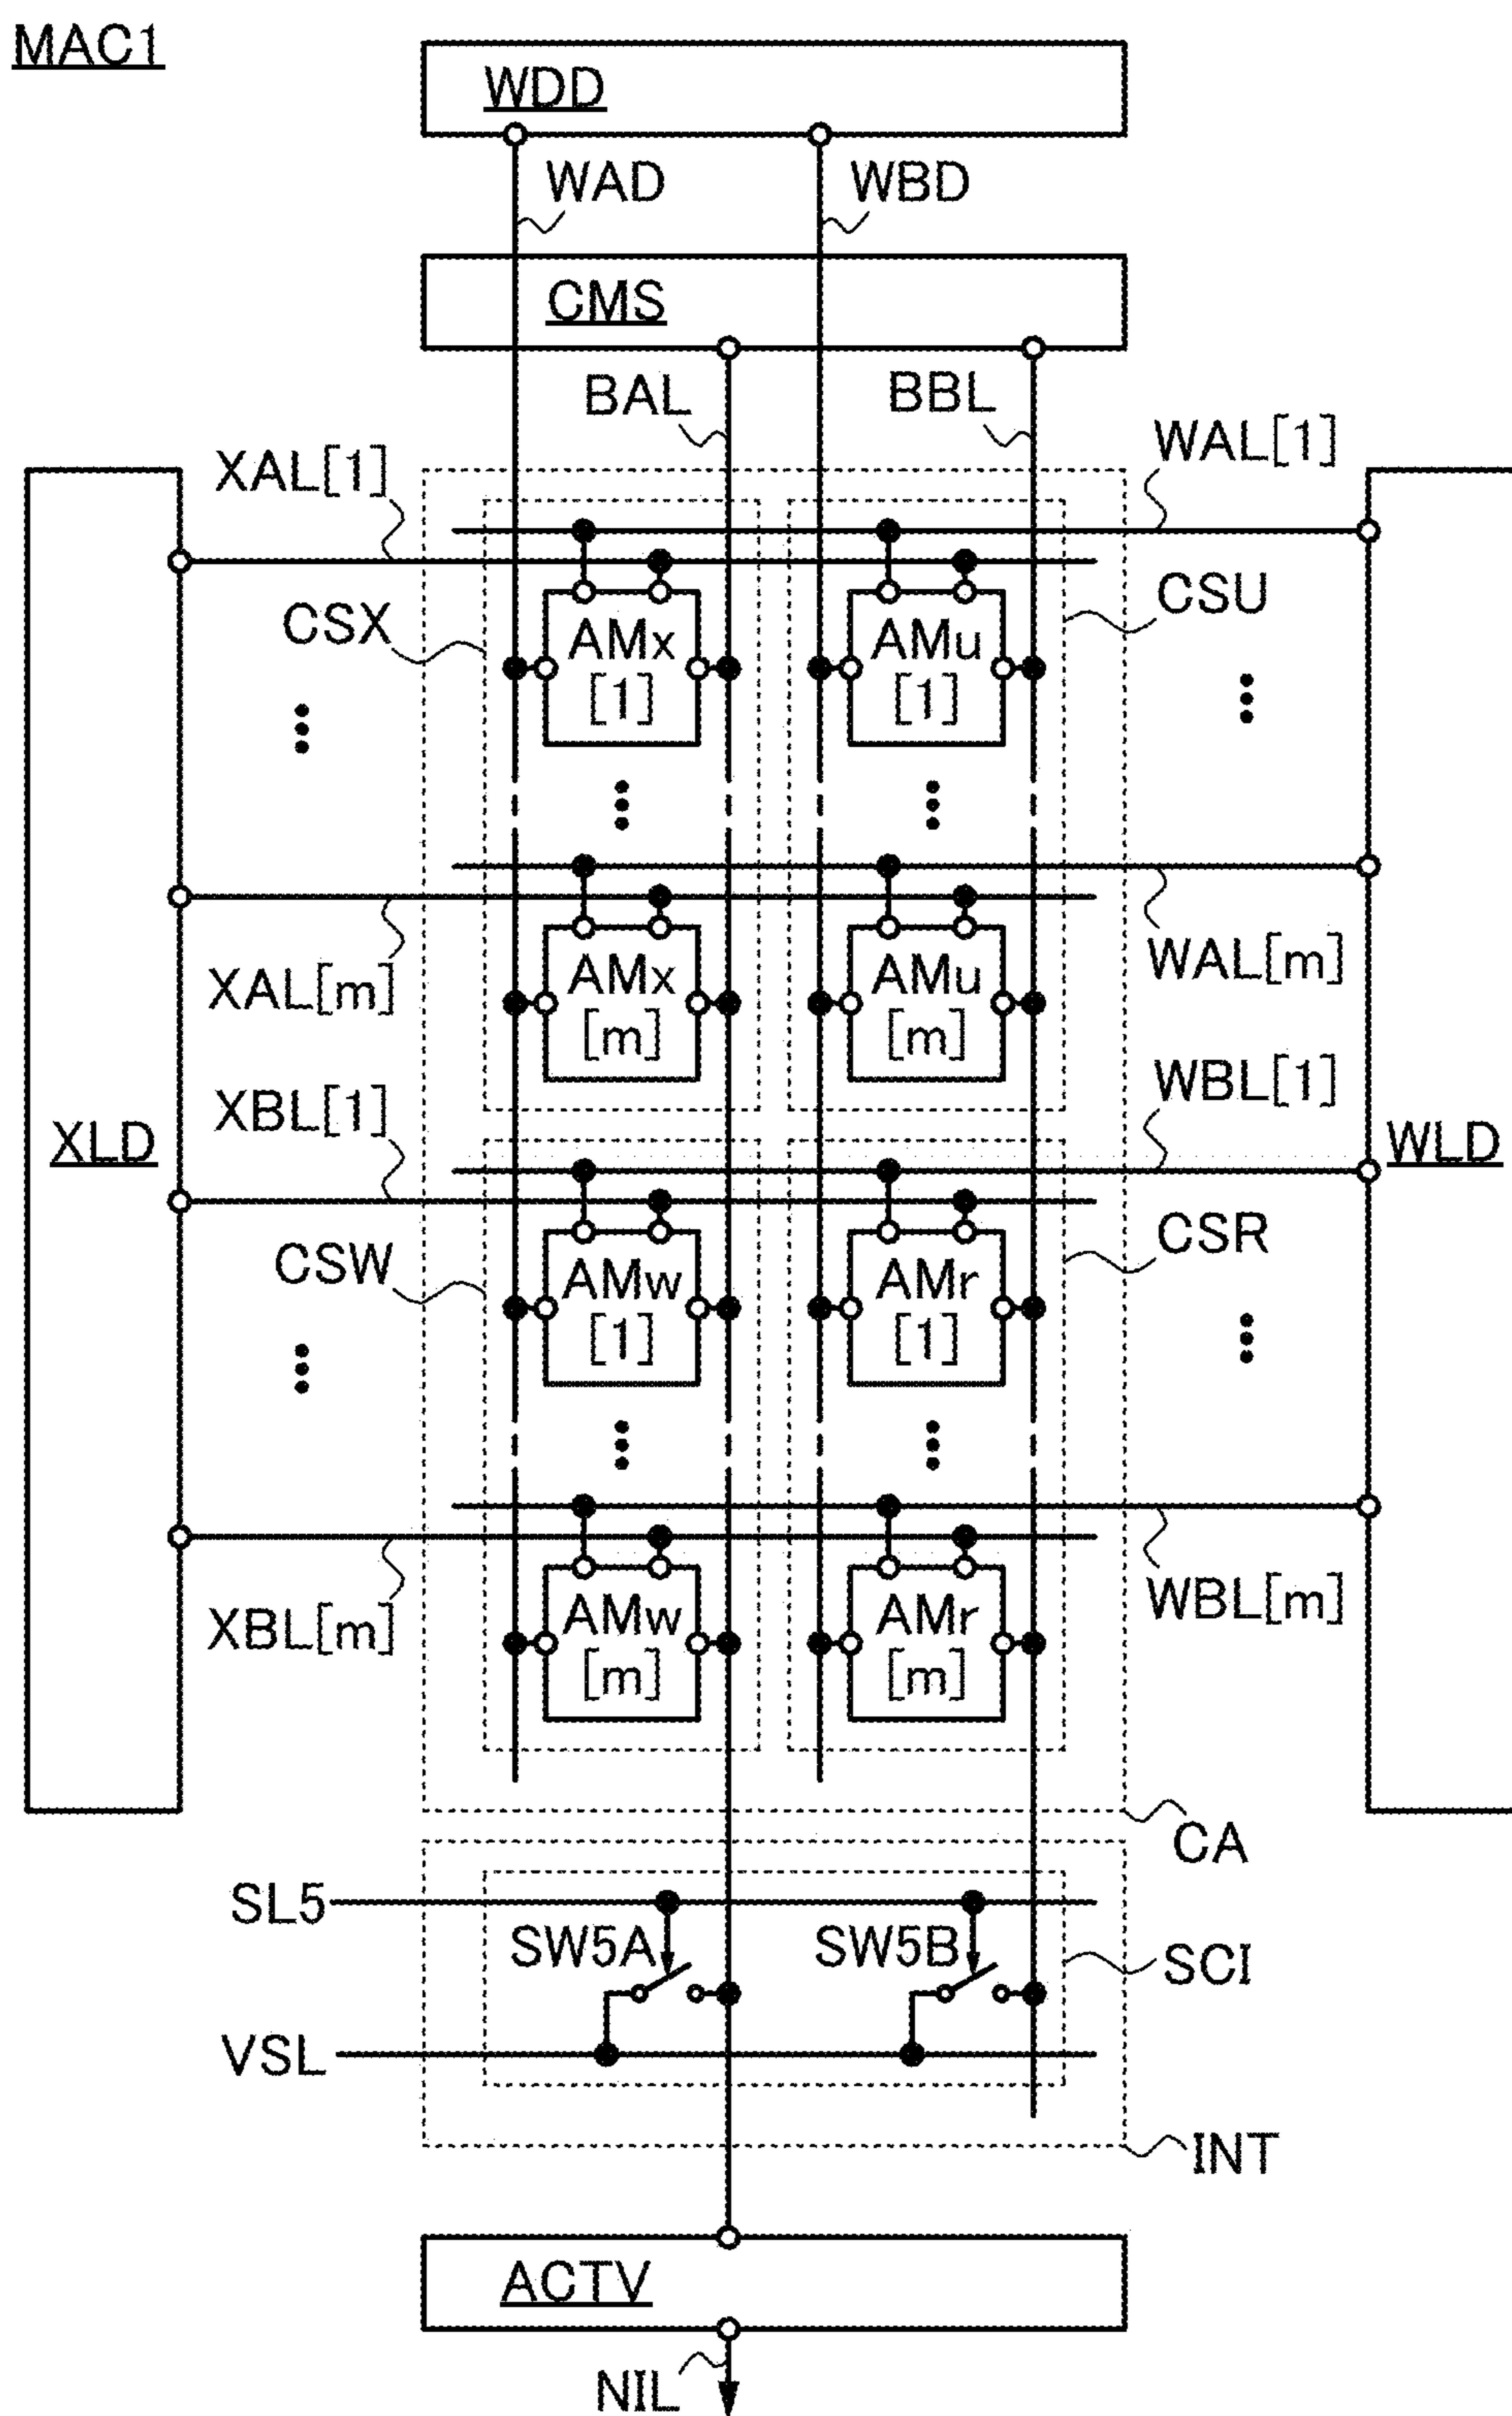 MAC1
WDD
WAD
WBD
CMS
BAL
BBL
XAL[1]
WAL[1]
CSX
AMx
[1]
AMu
[1]
CSU
XAL[m]
AMx
[m]
AMu
[m]
WAL[m]
XBL[1]
WBL[1]
XLD
WLD
CSW
AMw
[1]
AMr
[1]
CSR
XBL[m]
AMw
[m]
AMr
[m]
WBL[m]
CA
SL5
SW5A
SW5B
SCI
VSL
INT
ACTV
NIL